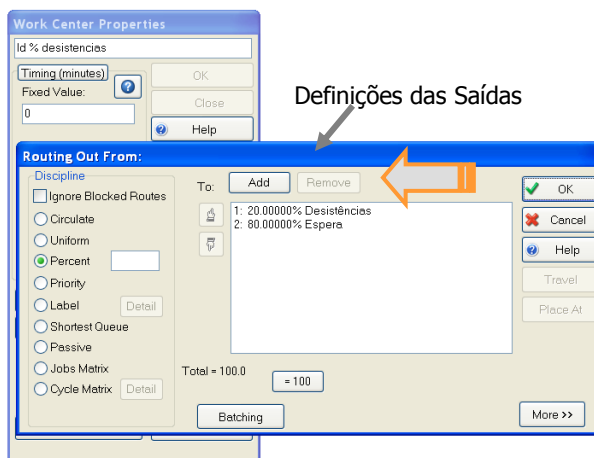 Work Center Properties
Id % desistencias
Timing (minutes)
Fixed Value:
0
OK
Close
Help
Definições das Saídas
Routing Out From:
Discipline
Ignore Blocked Routes
Circulate
Uniform
Percent
Priority
Label
Detail
Shortest Queue
Passive
Jobs Matrix
Cycle Matrix
Detail
To:
Add
Remove
1: 20.00000% Desistências
2: 80.00000% Espera
Total = 100.0
= 100
Batching
OK
Cancel
Help
Travel
Place At
More >>